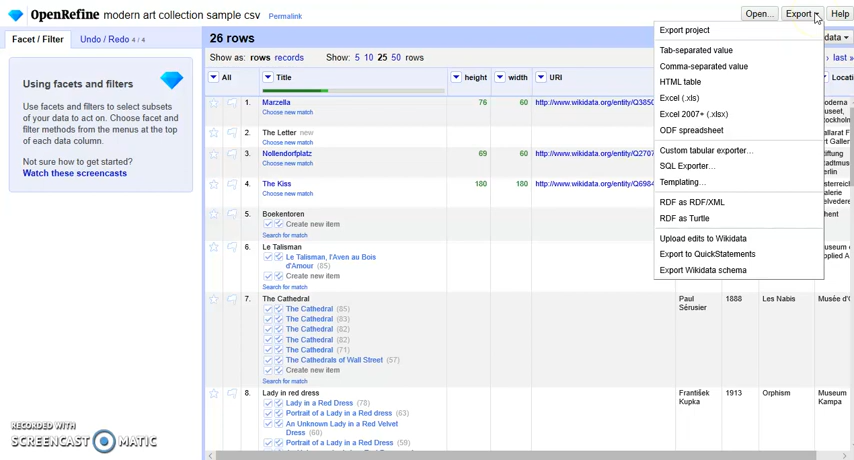 OpenRefine modern art collection sample csv Permalink
Open... Export Help
Facet / Filter Undo / Redo 4 / 4
26 rows
Show as: rows records Show: 5 10 25 50 rows
last »
All Title height width URI
Using facets and filters
Use facets and filters to select subsets
of your data to act on. Choose facet and
filter methods from the menus at the top
of each data column.
Not sure how to get started?
Watch these screencasts
Export project
Tab-separated value
Comma-separated value
HTML table
Excel (.xls)
Excel 2007+ (.xlsx)
ODF spreadsheet
Custom tabular exporter...
SQL Exporter...
Templating...
RDF as RDF/XML
RDF as Turtle
Upload edits to Wikidata
Export to QuickStatements
Export Wikidata schema
1. Marzella 76 60 http://www.wikidata.org/entity/Q3850
Choose new match
2. The Letter new
Choose new match
3. Nollendorfplatz 69 60 http://www.wikidata.org/entity/Q2707
Choose new match
4. The Kiss 180 180 http://www.wikidata.org/entity/Q6984
Choose new match
5. Boekentoren
Create new item
Search for match
6. Le Talisman
Le Talisman, l'Aven au Bois
d'Amour (85)
Create new item
Search for match
7. The Cathedral Paul
Sérusier 1888 Les Nabis Musée d'O
The Cathedral (85)
The Cathedral (83)
The Cathedral (82)
The Cathedral (82)
The Cathedral (71)
The Cathedrals of Wall Street (57)
Create new item
Search for match
8. Lady in red dress František
Kupka 1913 Orphism Museum
Kampa
Lady in a Red Dress (78)
Portrait of a Lady in a Red dress (63)
An Unknown Lady in a Red Velvet
Dress (60)
Portrait of a Lady in a Red Dress (59)
RECORDED WITH
SCREENCAST MATIC